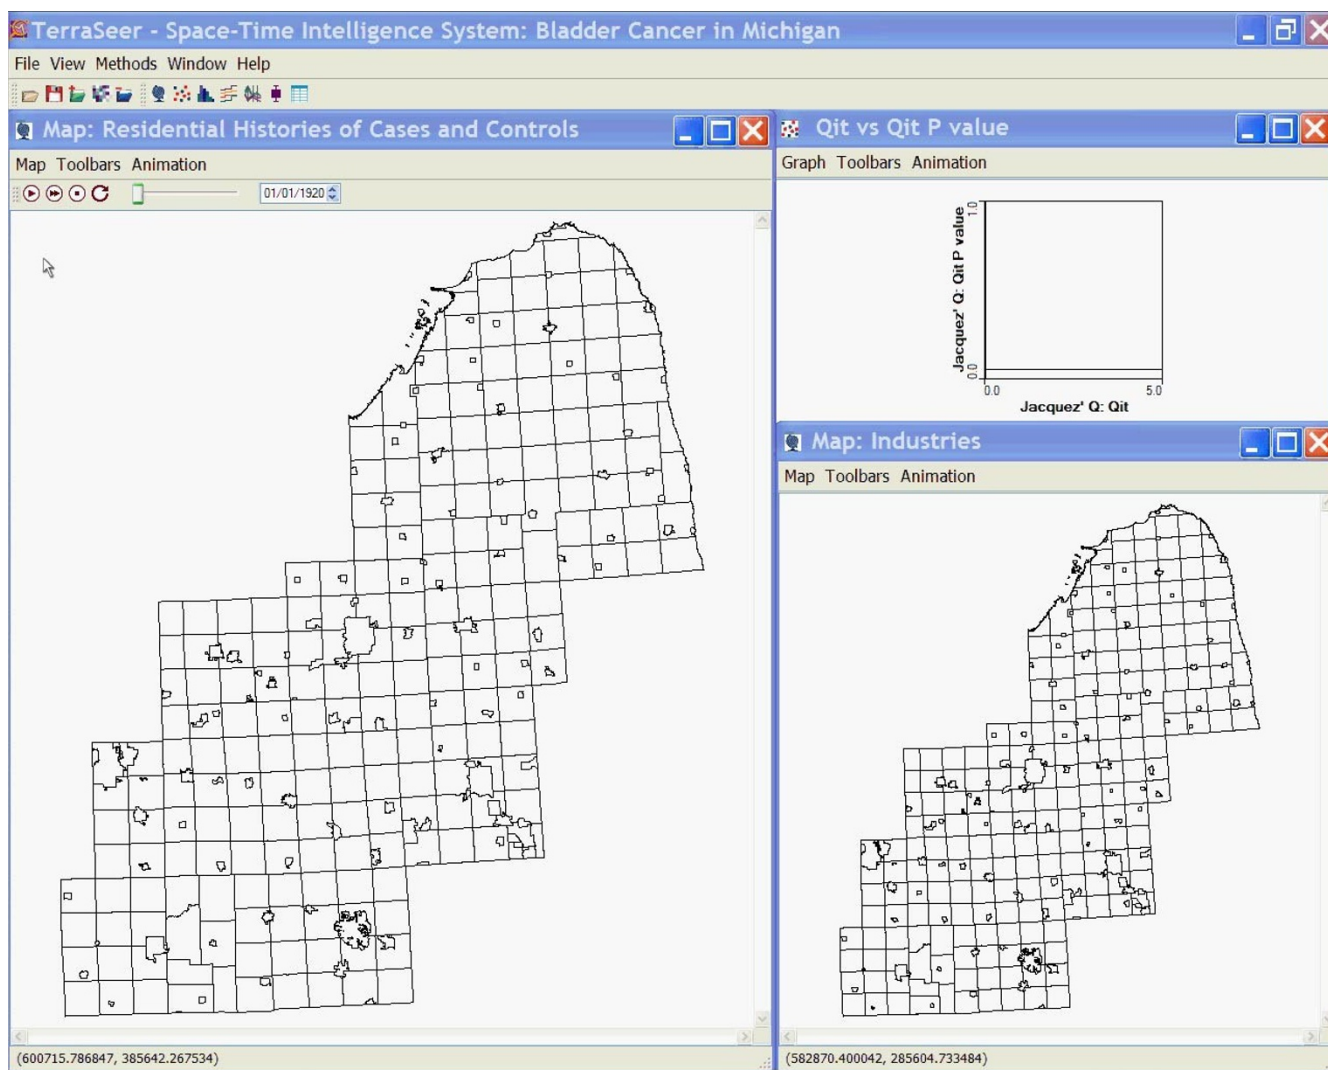 TerraSeer - Space-Time Intelligence System: Bladder Cancer in Michigan
File View Methods Window Help
Map: Residential Histories of Cases and Controls
Map Toolbars Animation
01/01/1920
(600715.786847, 385642.267534)
Qit vs Qit P value
Graph Toolbars Animation
Jacquez' Q: Qit P value
1.0
0.0
0.0 5.0
Jacquez' Q: Qit
Map: Industries
Map Toolbars Animation
(582870.400042, 285604.733484)